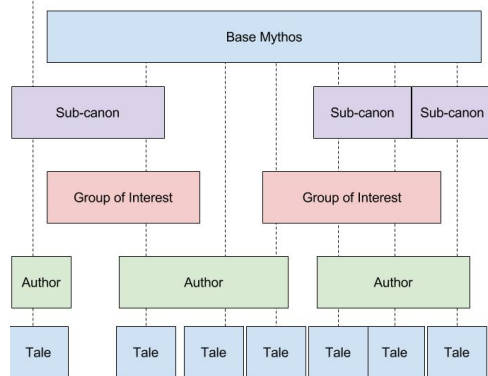 Base Mythos
Sub-canon
Sub-canon
Sub-canon
Group of Interest
Group of Interest
Author
Author
Author
Tale
Tale
Tale
Tale
Tale
Tale
Tale